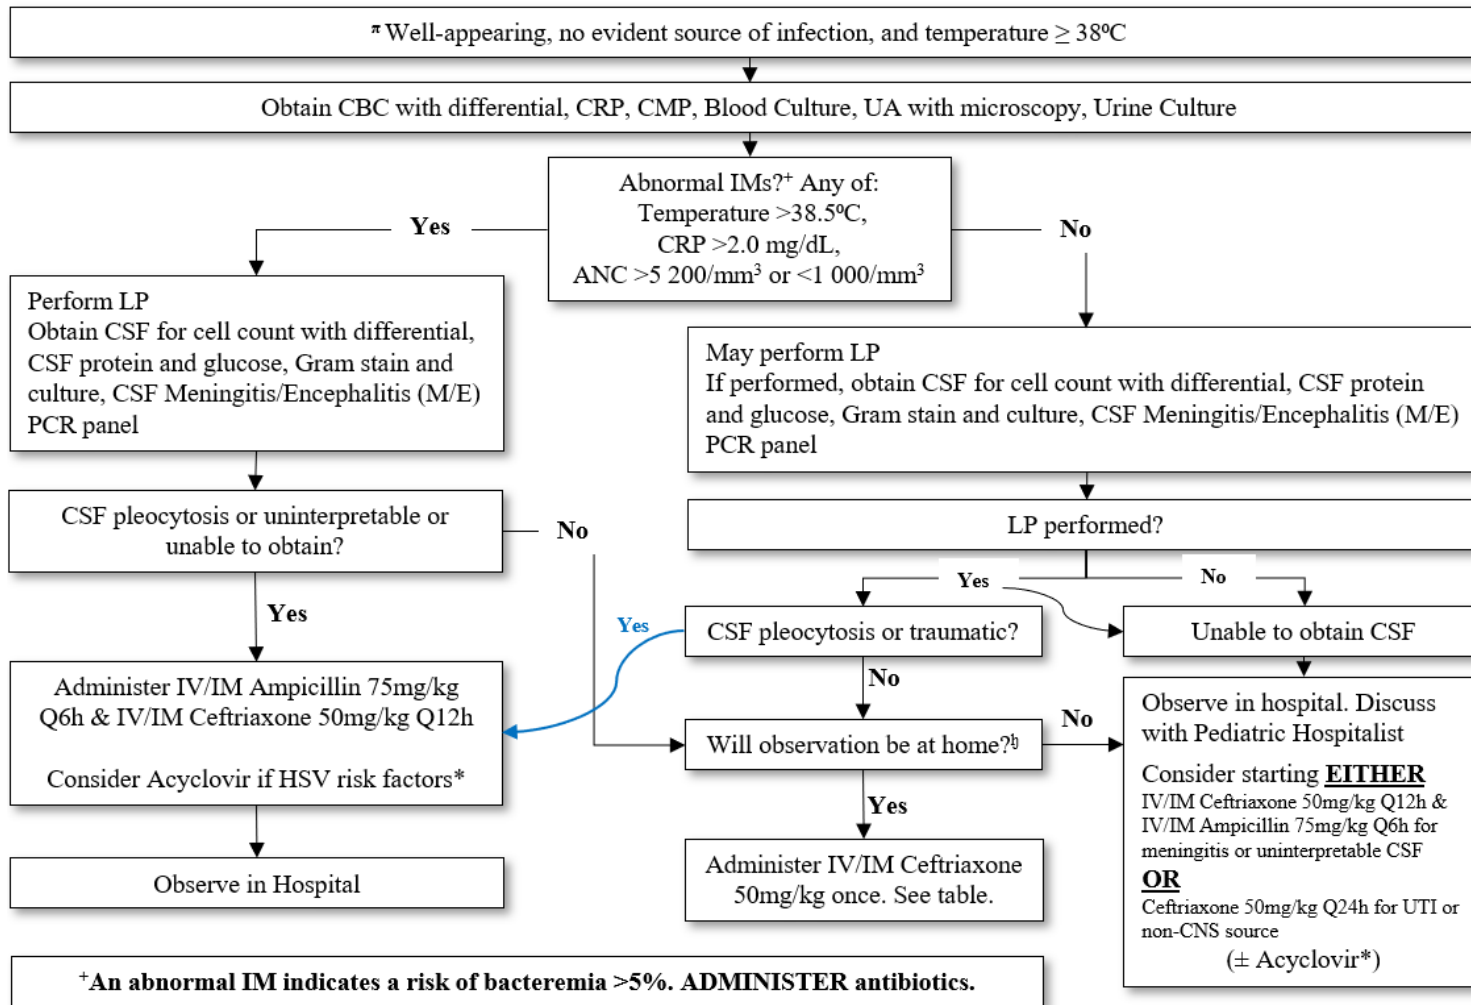 π Well-appearing, no evident source of infection, and temperature ≥ 38⁰C
Obtain CBC with differential, CRP, CMP, Blood Culture, UA with microscopy, Urine Culture
Abnormal IMs?⁺ Any of:
Temperature >38.5⁰C,
CRP >2.0 mg/dL,
ANC >5 200/mm³ or <1 000/mm³
Yes
No
Perform LP
Obtain CSF for cell count with differential,
CSF protein and glucose, Gram stain and
culture, CSF Meningitis/Encephalitis (M/E)
PCR panel
May perform LP
If performed, obtain CSF for cell count with differential, CSF protein
and glucose, Gram stain and culture, CSF Meningitis/Encephalitis (M/E)
PCR panel
CSF pleocytosis or uninterpretable or
unable to obtain?
No
Yes
LP performed?
Yes
No
CSF pleocytosis or traumatic?
Yes
No
Unable to obtain CSF
Administer IV/IM Ampicillin 75mg/kg
Q6h & IV/IM Ceftriaxone 50mg/kg Q12h
Consider Acyclovir if HSV risk factors*
Will observation be at home?ᶀ
No
Yes
Observe in hospital. Discuss
with Pediatric Hospitalist
Consider starting EITHER
IV/IM Ceftriaxone 50mg/kg Q12h &
IV/IM Ampicillin 75mg/kg Q6h for
meningitis or uninterpretable CSF
OR
Ceftriaxone 50mg/kg Q24h for UTI or
non-CNS source
(± Acyclovir*)
Observe in Hospital
Administer IV/IM Ceftriaxone
50mg/kg once. See table.
⁺An abnormal IM indicates a risk of bacteremia >5%. ADMINISTER antibiotics.